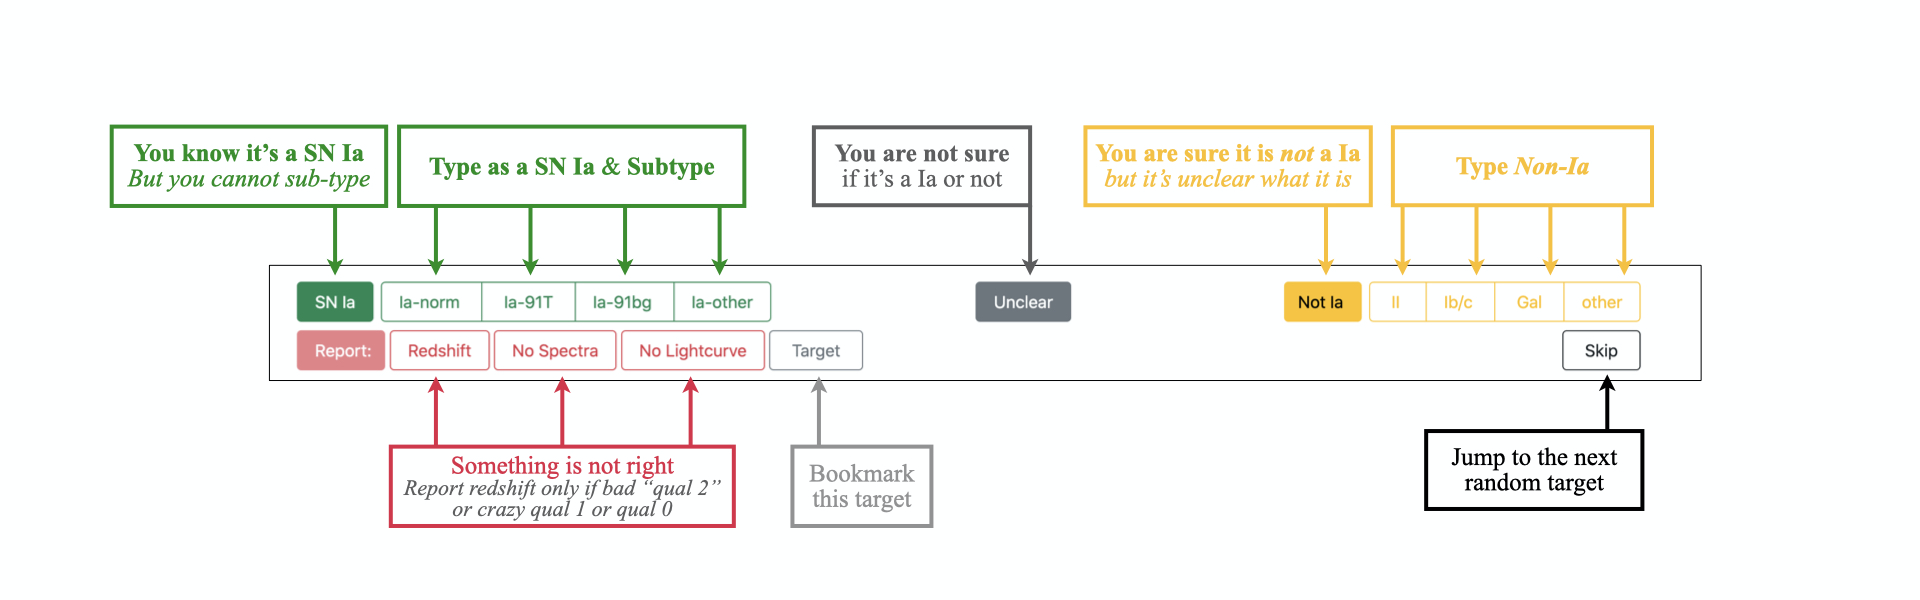 You know it’s a SN Ia
But you cannot sub-type
Type as a SN Ia & Subtype
You are not sure
if it’s a Ia or not
You are sure it is not a Ia
but it’s unclear what it is
Type Non-Ia
SN Ia
Ia-norm
Ia-91T
Ia-91bg
Ia-other
Unclear
Not Ia
II
Ib/c
Gal
other
Report:
Redshift
No Spectra
No Lightcurve
Target
Skip
Something is not right
Report redshift only if bad “qual 2”
or crazy qual 1 or qual 0
Bookmark
this target
Jump to the next
random target